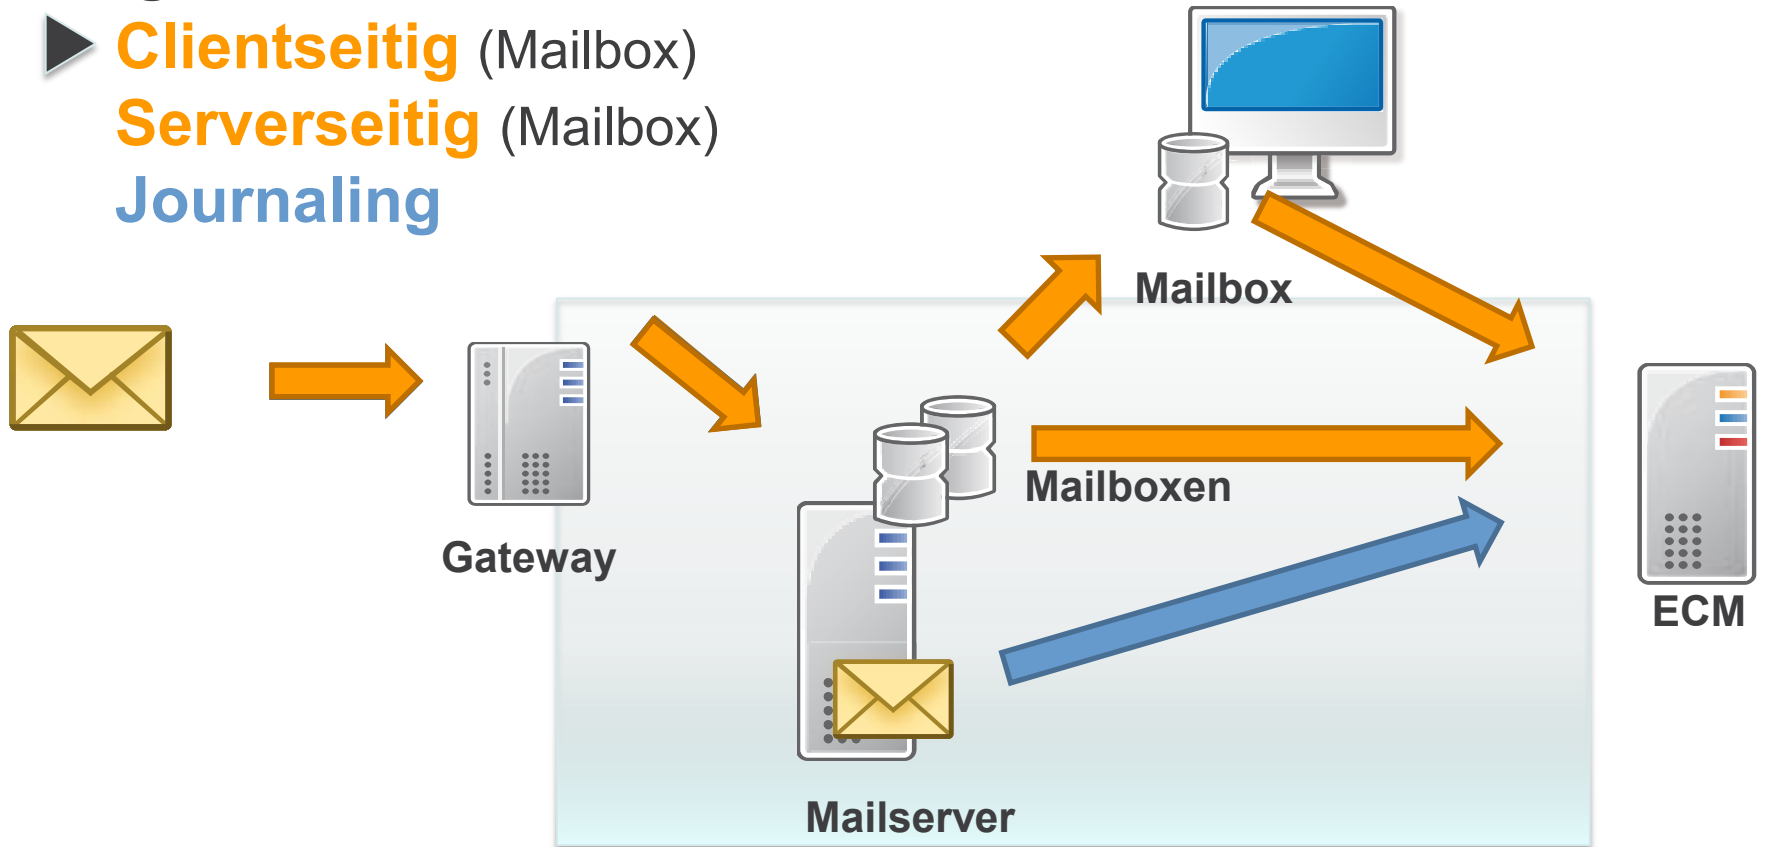 Clientseitig (Mailbox)
Serverseitig (Mailbox)
Journaling
Mailbox
Mailboxen
Gateway
ECM
Mailserver